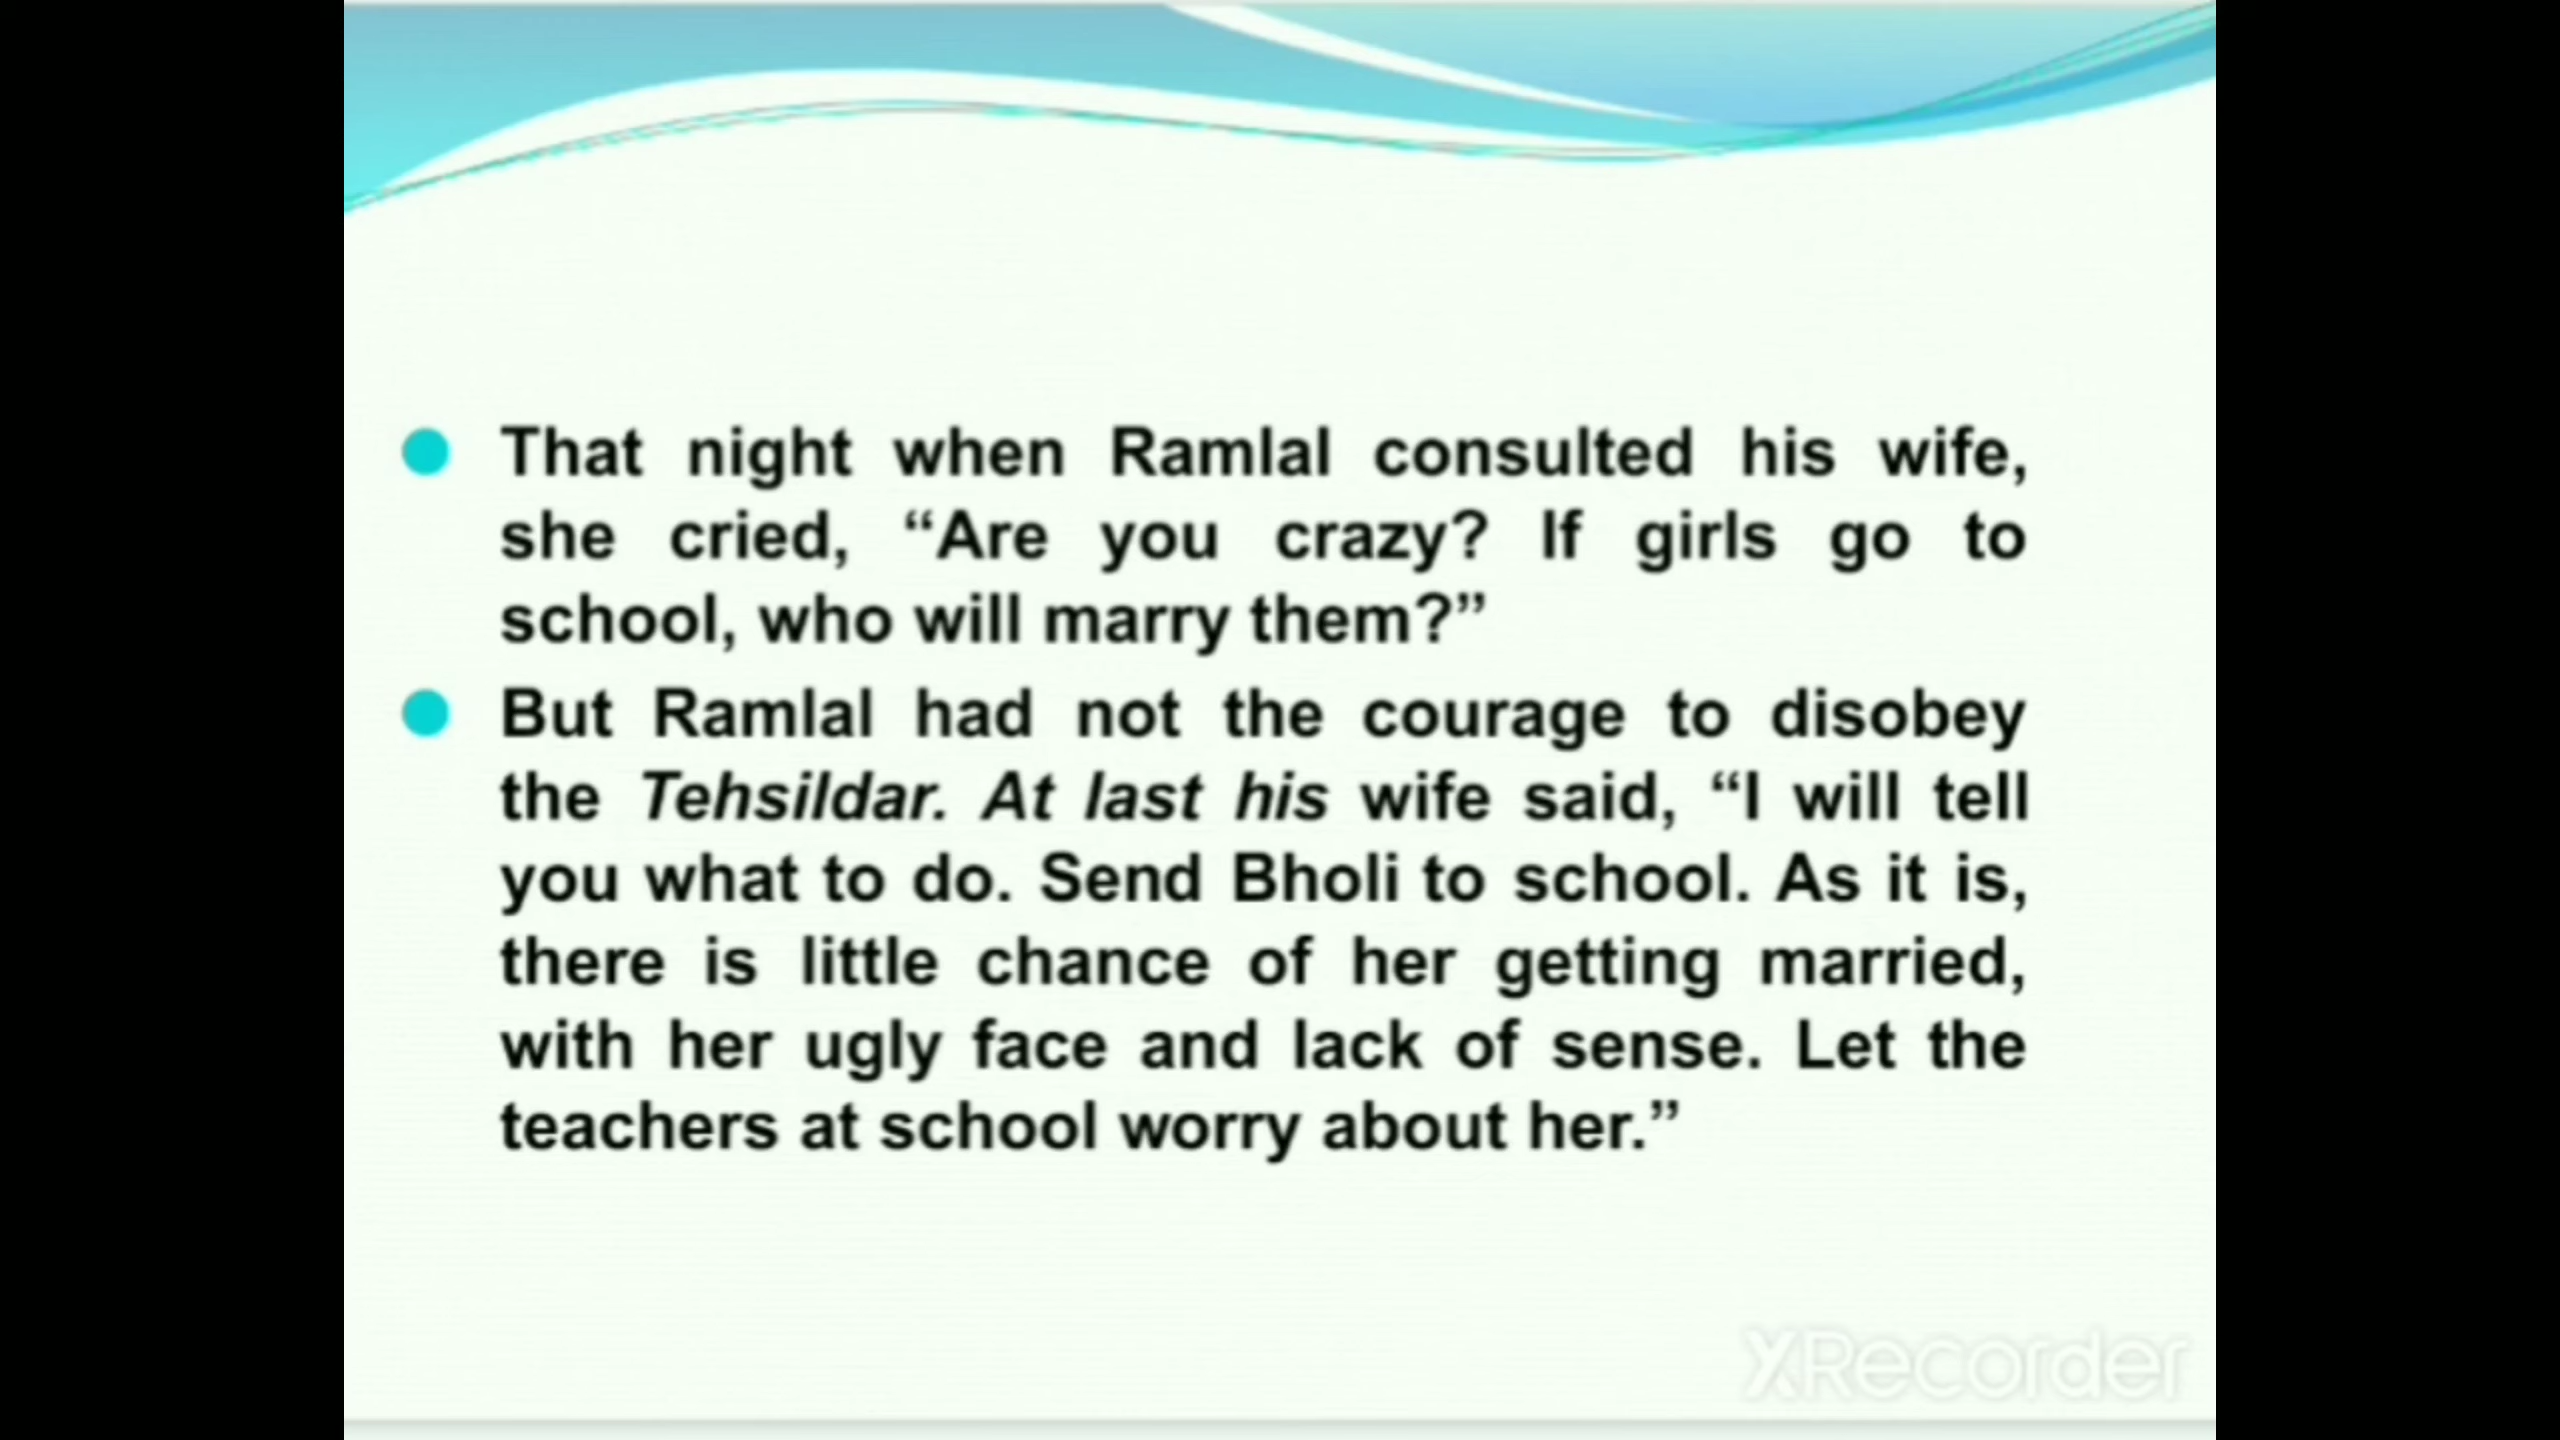 That night when Ramlal consulted his wife,
she cried, “Are you crazy? If girls go to
school, who will marry them?”
But Ramlal had not the courage to disobey
the Tehsildar. At last his wife said, “I will tell
you what to do. Send Bholi to school. As it is,
there is little chance of her getting married,
with her ugly face and lack of sense. Let the
teachers at school worry about her.”
XRecorder